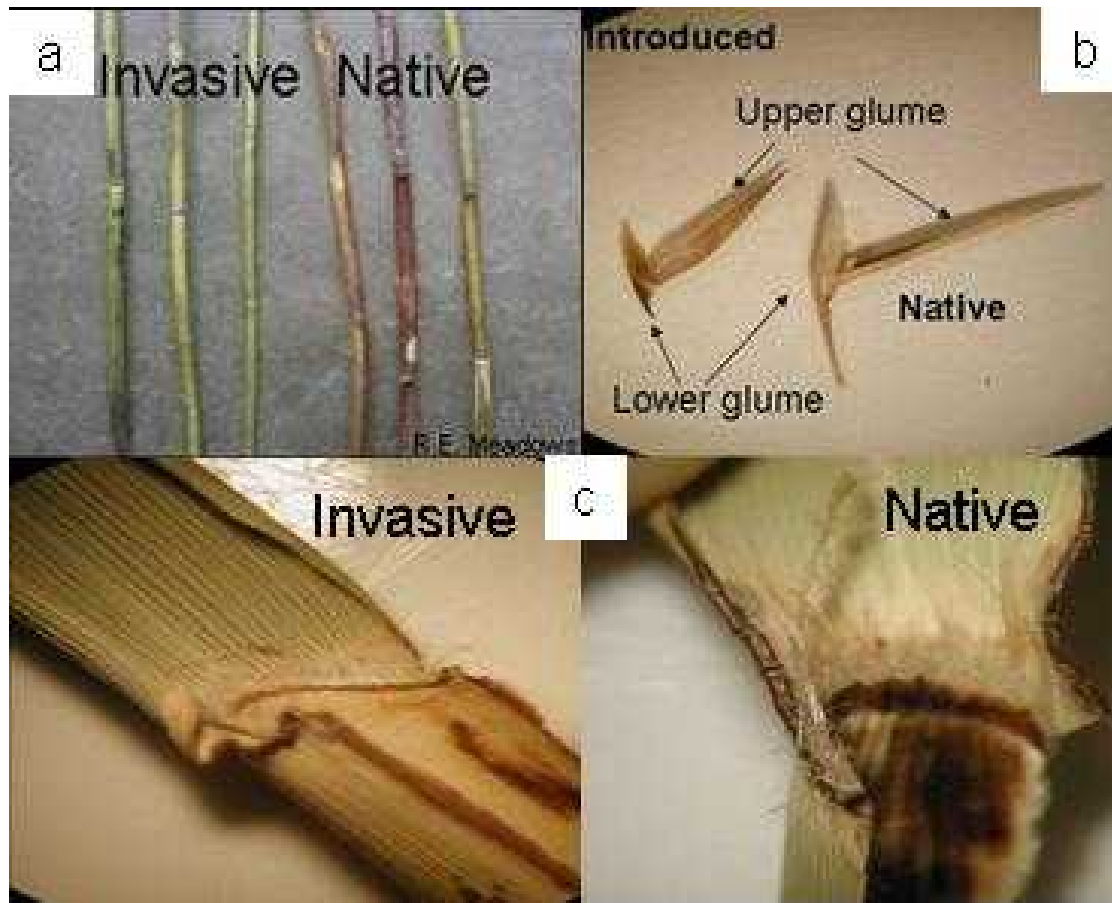 a
Invasive Native
R.E. Meadows
Introduced
b
Upper glume
Native
Lower glume
Invasive
c
Native